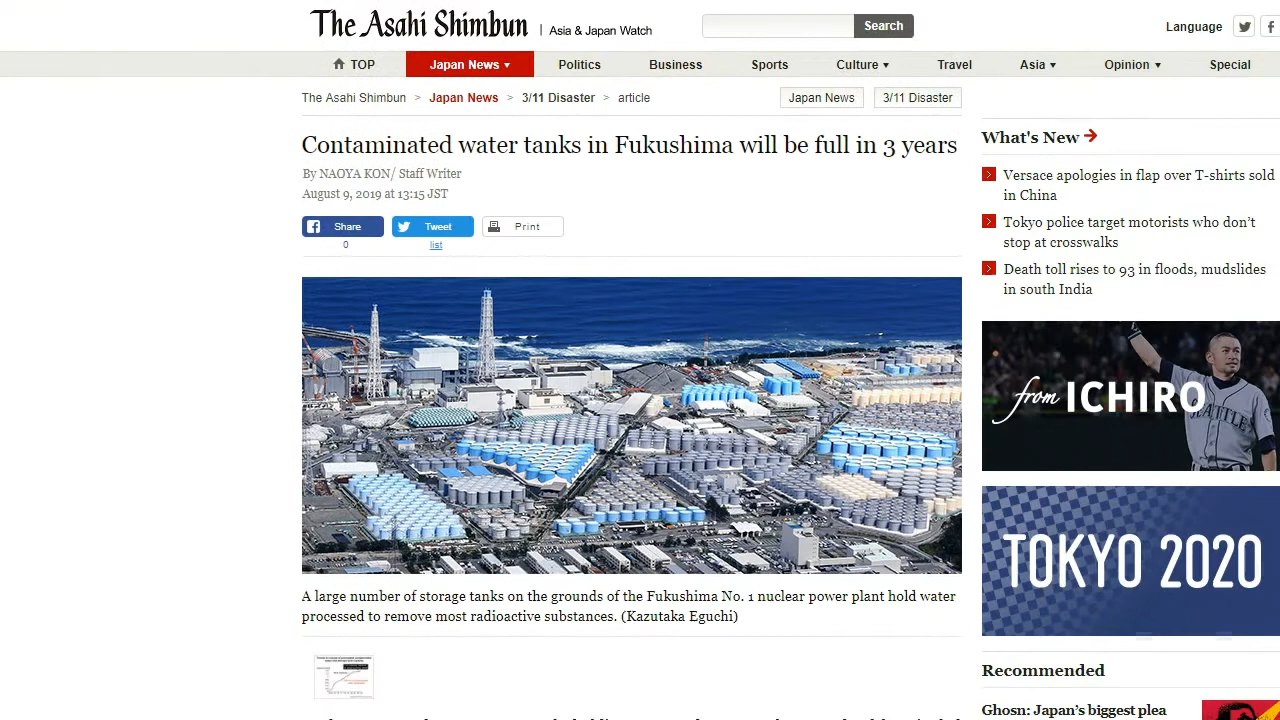 The Asahi Shimbun | Asia & Japan Watch
Search
Language
TOP
Japan News ▾
Politics
Business
Sports
Culture ▾
Travel
Asia ▾
Opinion ▾
Special
The Asahi Shimbun > Japan News > 3/11 Disaster > article
Japan News
3/11 Disaster
Contaminated water tanks in Fukushima will be full in 3 years
By NAOYA KON/ Staff Writer
August 9, 2019 at 13:15 JST
Share
Tweet
Print
0
list
A large number of storage tanks on the grounds of the Fukushima No. 1 nuclear power plant hold water
processed to remove most radioactive substances. (Kazutaka Eguchi)
What's New
Versace apologies in flap over T-shirts sold
in China
Tokyo police target motorists who don't
stop at crosswalks
Death toll rises to 93 in floods, mudslides
in south India
from ICHIRO
SEATTLE
TOKYO 2020
Recommended
Ghosn: Japan's biggest plea